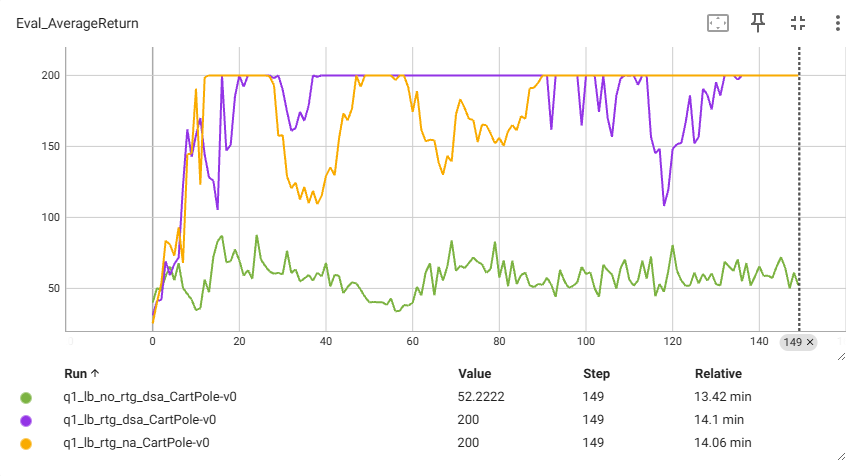 Eval_AverageReturn
200
150
100
50
0 20 40 60 80 100 120 140 149 ×
Run ↑ Value Step Relative
q1_lb_no_rtg_dsa_CartPole-v0 52.2222 149 13.42 min
q1_lb_rtg_dsa_CartPole-v0 200 149 14.1 min
q1_lb_rtg_na_CartPole-v0 200 149 14.06 min